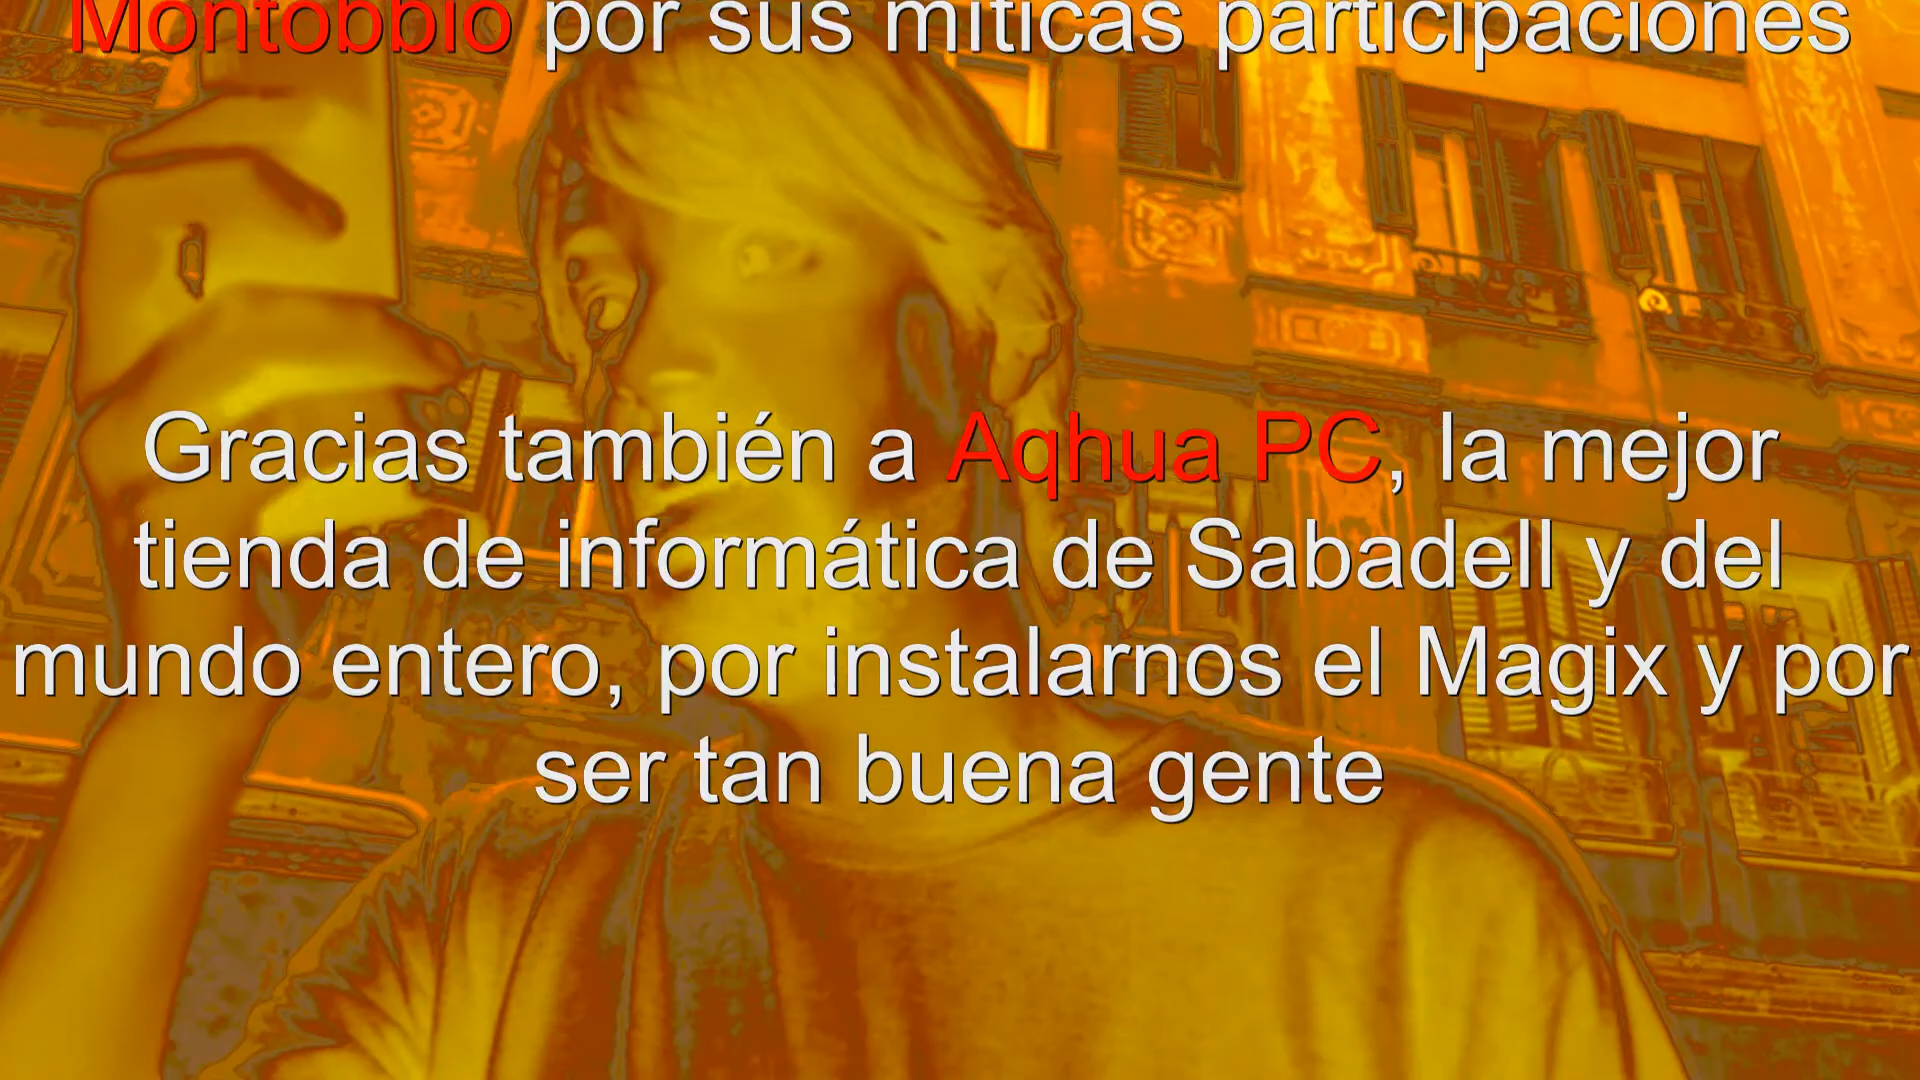 Montobbio por sus míticas participaciones
Gracias también a Aqhua PC, la mejor
tienda de informática de Sabadell y del
mundo entero, por instalarnos el Magix y por
ser tan buena gente